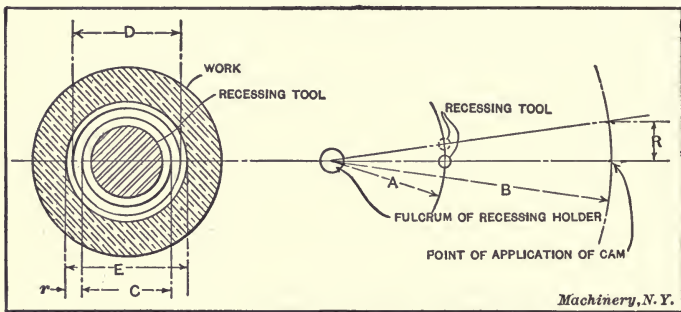 D
WORK
RECESSING TOOL
E
r
C
RECESSING TOOL
R
A
B
FULCRUM OF RECESSING HOLDER
POINT OF APPLICATION OF CAM
Machinery, N.Y.